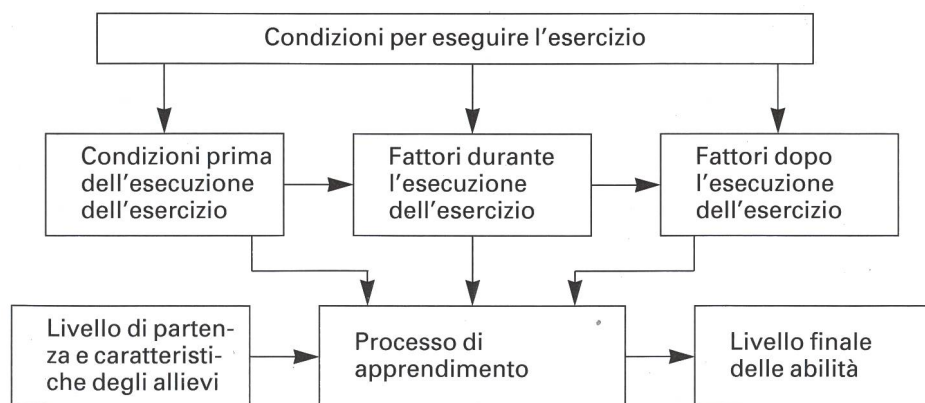 Condizioni per eseguire l'esercizio
Condizioni prima
dell'esecuzione
dell'esercizio
Fattori durante
l'esecuzione
dell'esercizio
Fattori dopo
l'esecuzione
dell'esercizio
Livello di parten-
za e caratteristi-
che degli allievi
Processo di
apprendimento
Livello finale
delle abilità